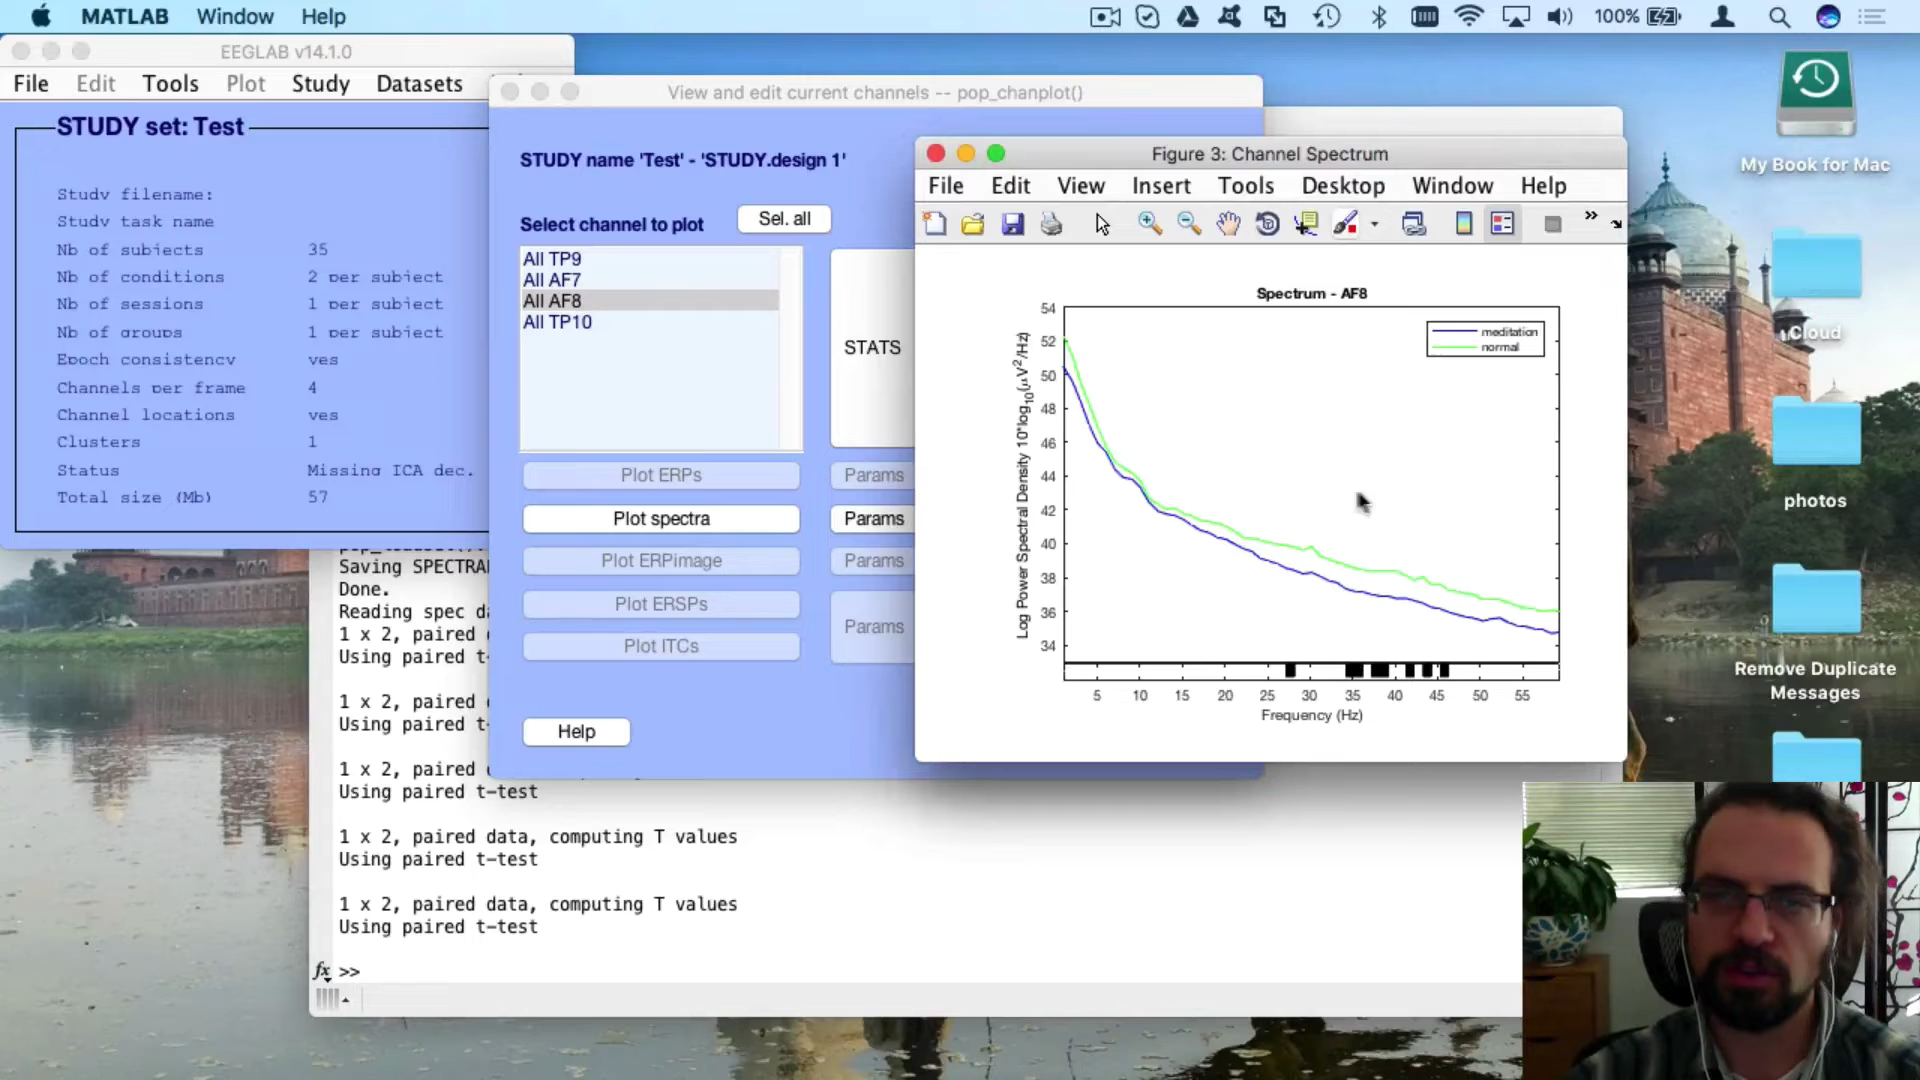 MATLAB Window Help
100%
EEGLAB v14.1.0
File Edit Tools Plot Study Datasets
STUDY set: Test
Study filename:
Study task name
Nb of subjects 35
Nb of conditions 2 per subject
Nb of sessions 1 per subject
Nb of groups 1 per subject
Epoch consistency yes
Channels per frame 4
Channel locations yes
Clusters 1
Status Missing ICA dec.
Total size (Mb) 57
View and edit current channels -- pop_chanplot()
STUDY name 'Test' - 'STUDY.design 1'
Select channel to plot
Sel. all
All TP9
All AF7
All AF8
All TP10
STATS
Plot ERPs Params
Plot spectra Params
Plot ERPimage Params
Plot ERSPs
Params
Plot ITCs
Help
Figure 3: Channel Spectrum
File Edit View Insert Tools Desktop Window Help
Spectrum - AF8
meditation
normal
Log Power Spectral Density 10*log10(μV2/Hz)
54
52
50
48
46
44
42
40
38
36
34
5 10 15 20 25 30 35 40 45 50 55
Frequency (Hz)
Saving SPECTRA
Done.
Reading spec da
1 x 2, paired
Using paired t-
1 x 2, paired
Using paired t-
1 x 2, paired
Using paired t-test
1 x 2, paired data, computing T values
Using paired t-test
1 x 2, paired data, computing T values
Using paired t-test
fx >>
My Book for Mac
Cloud
photos
Remove Duplicate
Messages